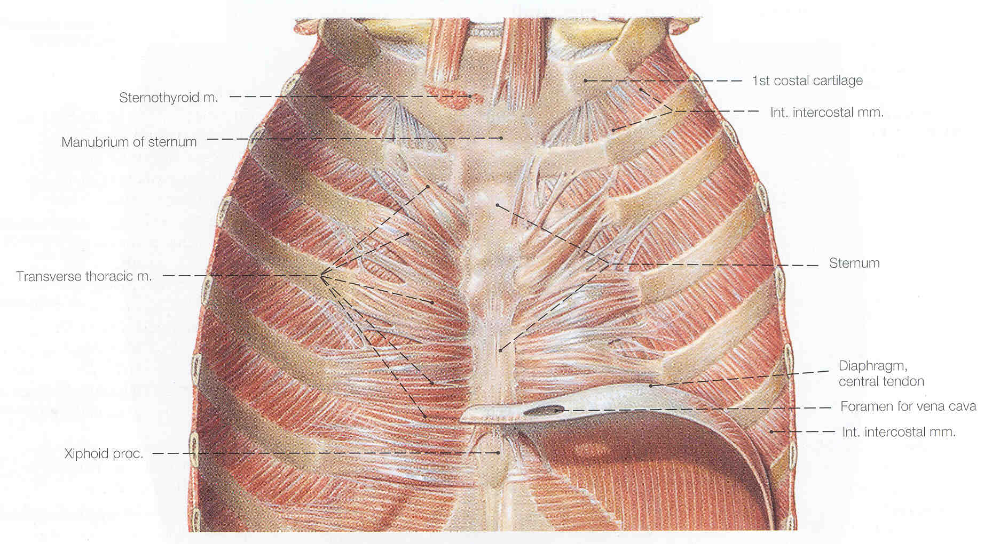 Sternothyroid m.
Manubrium of sternum
Transverse thoracic m.
Xiphoid proc.
1st costal cartilage
Int. intercostal mm.
Sternum
Diaphragm,
central tendon
Foramen for vena cava
Int. intercostal mm.